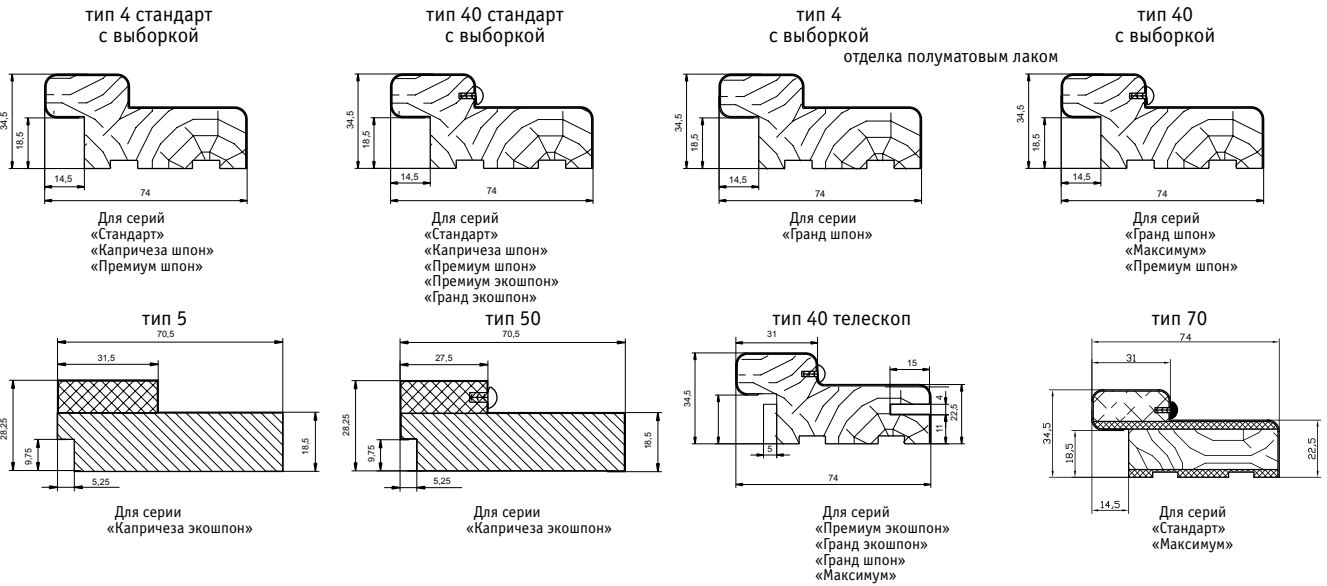 тип 4 стандарт
с выборкой
34,5
18,5
14,5
74
Для серий
«Стандарт»
«Капричеза шпон»
«Премиум шпон»
тип 40 стандарт
с выборкой
34,5
18,5
14,5
74
Для серий
«Стандарт»
«Капричеза шпон»
«Премиум шпон»
«Премиум экошпон»
«Гранд экошпон»
тип 4
с выборкой
отделка полуматовым лаком
34,5
18,5
14,5
74
Для серии
«Гранд шпон»
тип 40
с выборкой
34,5
18,5
14,5
74
Для серий
«Гранд шпон»
«Максимум»
«Премиум шпон»
тип 5
70,5
31,5
28,25
9,75
18,5
5,25
Для серии
«Капричеза экошпон»
тип 50
70,5
27,5
28,25
9,75
18,5
5,25
Для серии
«Капричеза экошпон»
тип 40 телескоп
31
15
34,5
4
22,5
11
5
74
Для серий
«Премиум экошпон»
«Гранд экошпон»
«Гранд шпон»
«Максимум»
тип 70
74
31
34,5
18,5
22,5
14,5
Для серий
«Стандарт»
«Максимум»